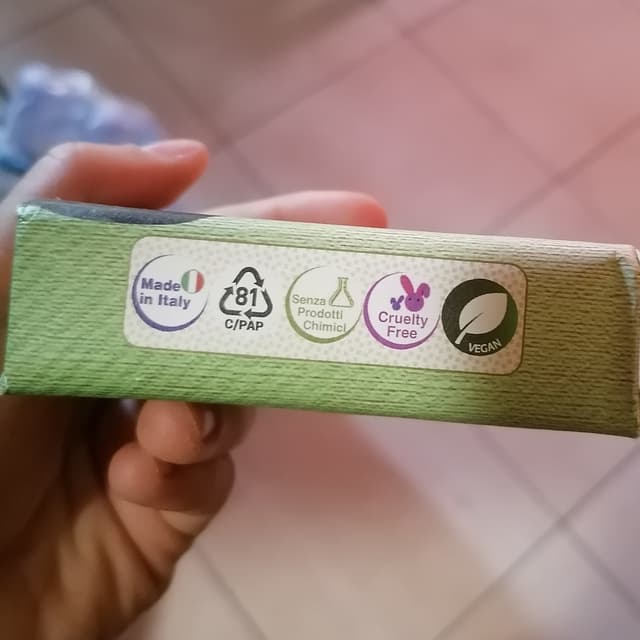 Made
in Italy
81
C/PAP
Senza
Prodotti
Chimici
Cruelty
Free
VEGAN